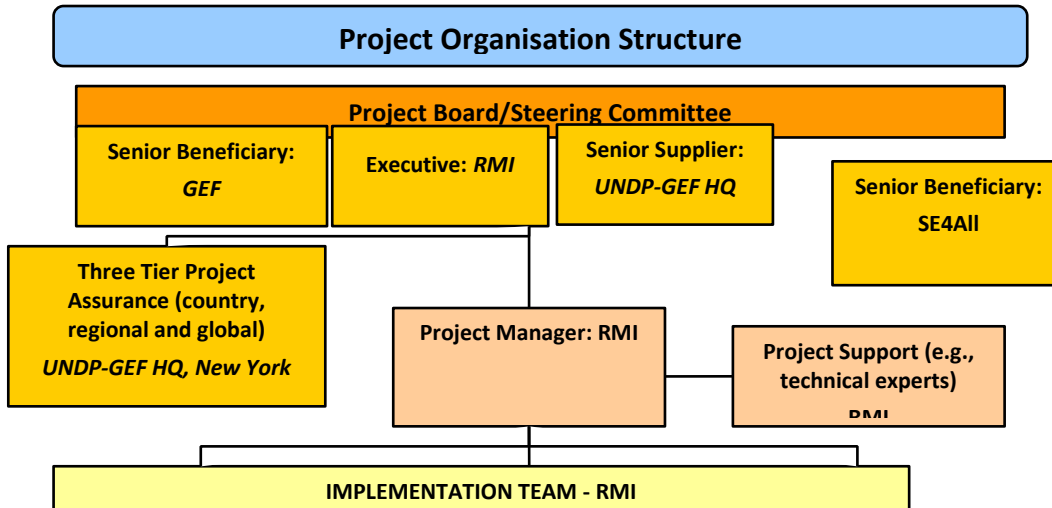 Project Organisation Structure
Project Board/Steering Committee
Senior Beneficiary:
GEF
Executive: RMI
Senior Supplier:
UNDP-GEF HQ
Senior Beneficiary:
SE4All
Three Tier Project
Assurance (country,
regional and global)
UNDP-GEF HQ, New York
Project Manager: RMI
Project Support (e.g.,
technical experts)
RMI
IMPLEMENTATION TEAM - RMI